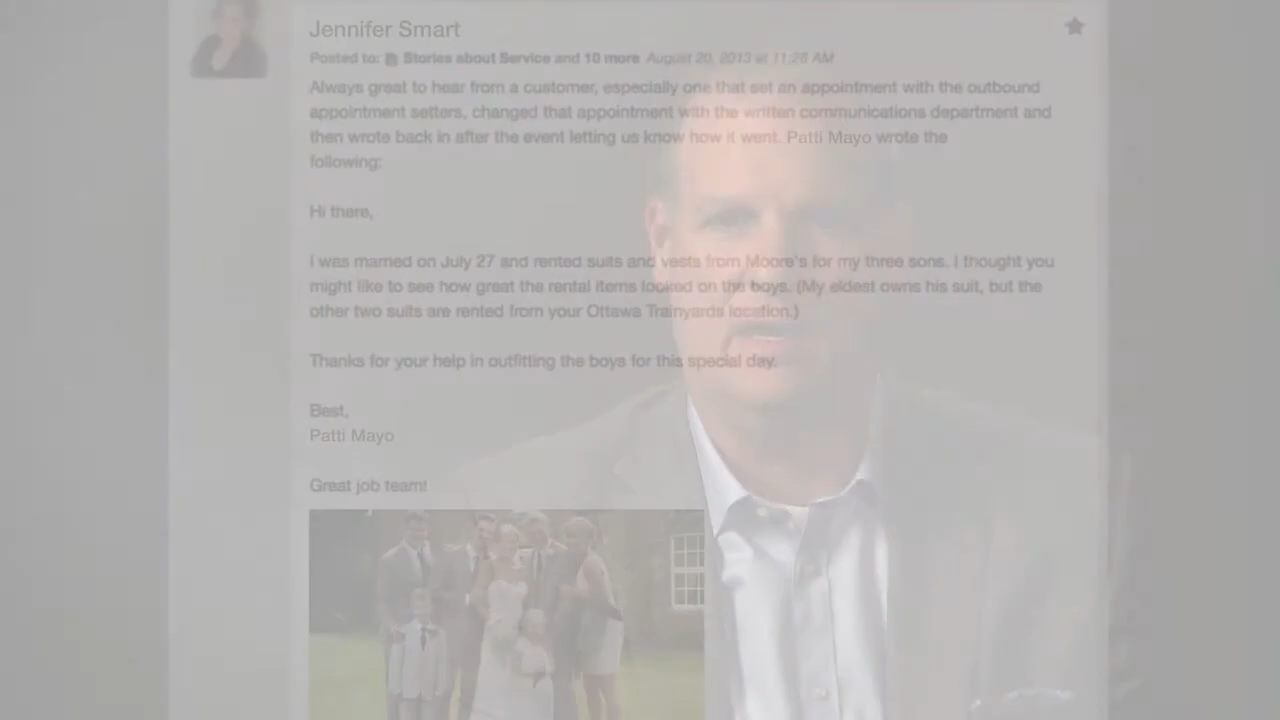 Jennifer Smart
Posted to: Stories about Service and 10 more August 20, 2013 at 11:26 AM
Always great to hear from a customer, especially one that set an appointment with the outbound
appointment setters, changed that appointment with the written communications department and
then wrote back in after the event letting us know how it went. Patti Mayo wrote the
following:
Hi there,
I was married on July 27 and rented suits and vests from Moore's for my three sons. I thought you
might like to see how great the rental items looked on the boys. (My eldest owns his suit, but the
other two suits are rented from your Ottawa Trainyards location.)
Thanks for your help in outfitting the boys for this special day.
Best,
Patti Mayo
Great job team!